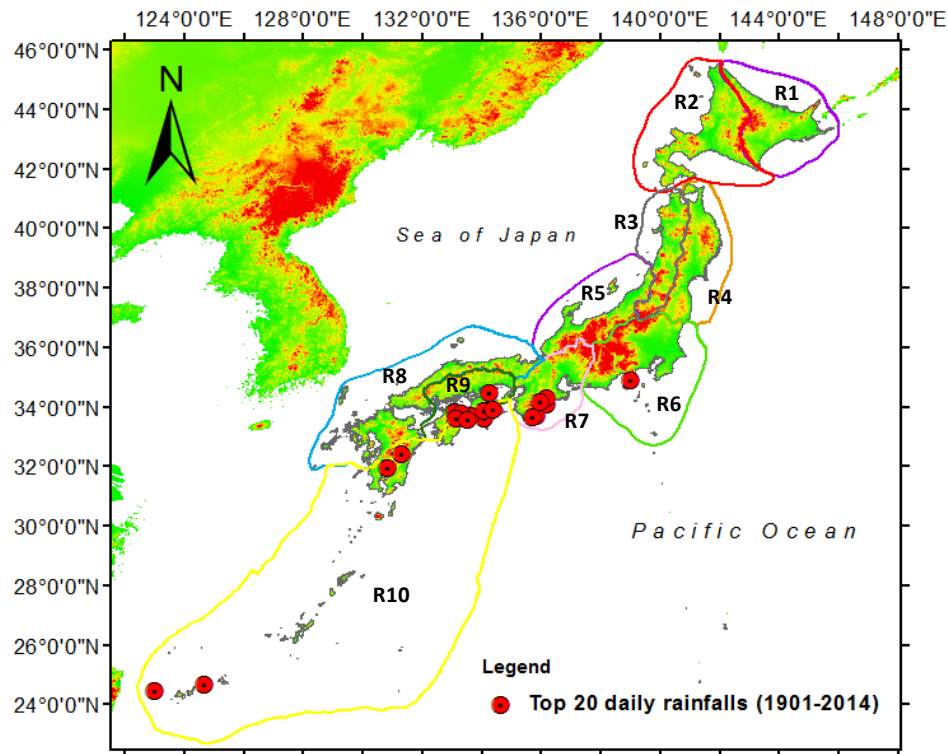 124°0'0"E 128°0'0"E 132°0'0"E 136°0'0"E 140°0'0"E 144°0'0"E 148°0'0"E
46°0'0"N
N
R1
R2
44°0'0"N
42°0'0"N
R3
40°0'0"N
Sea of Japan
38°0'0"N
R5
R4
36°0'0"N
R8
R9
R6
34°0'0"N
R7
32°0'0"N
30°0'0"N
Pacific Ocean
28°0'0"N
R10
26°0'0"N
Legend
24°0'0"N
Top 20 daily rainfalls (1901-2014)